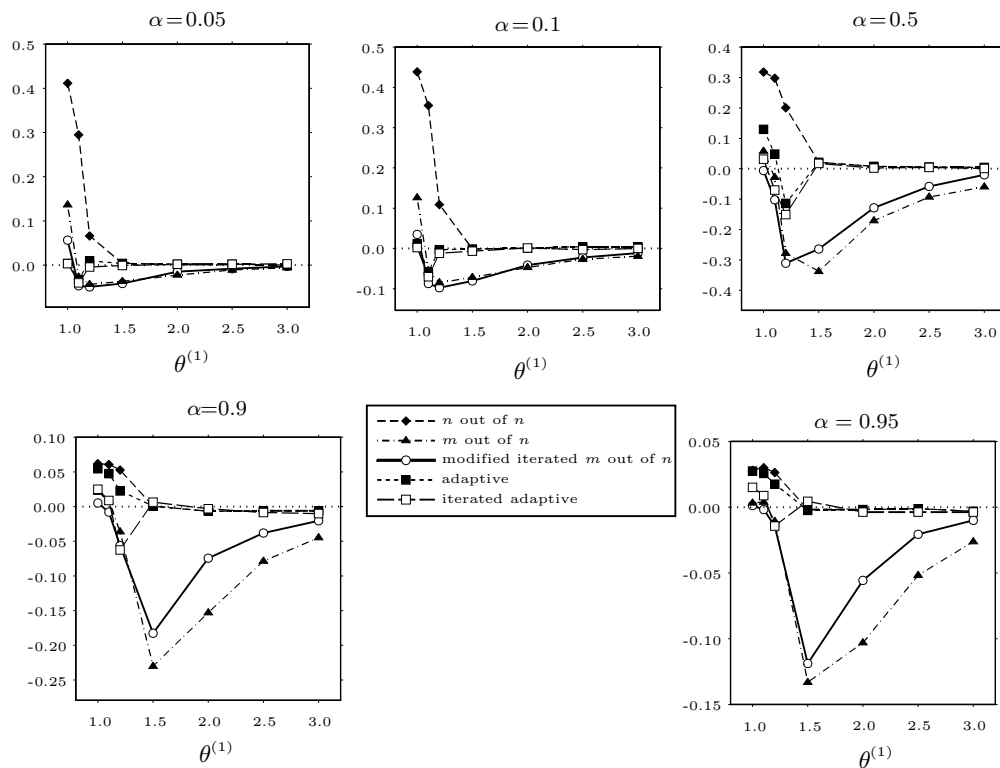 α=0.05
0.5
0.4
0.3
0.2
0.1
0.0
1.0 1.5 2.0 2.5 3.0
θ(1)
α=0.1
0.5
0.4
0.3
0.2
0.1
0.0
-0.1
1.0 1.5 2.0 2.5 3.0
θ(1)
α=0.5
0.4
0.3
0.2
0.1
0.0
-0.1
-0.2
-0.3
-0.4
1.0 1.5 2.0 2.5 3.0
θ(1)
α=0.9
0.10
0.05
0.00
-0.05
-0.10
-0.15
-0.20
-0.25
1.0 1.5 2.0 2.5 3.0
θ(1)
n out of n
m out of n
modified iterated m out of n
adaptive
iterated adaptive
α = 0.95
0.05
0.00
-0.05
-0.10
-0.15
1.0 1.5 2.0 2.5 3.0
θ(1)